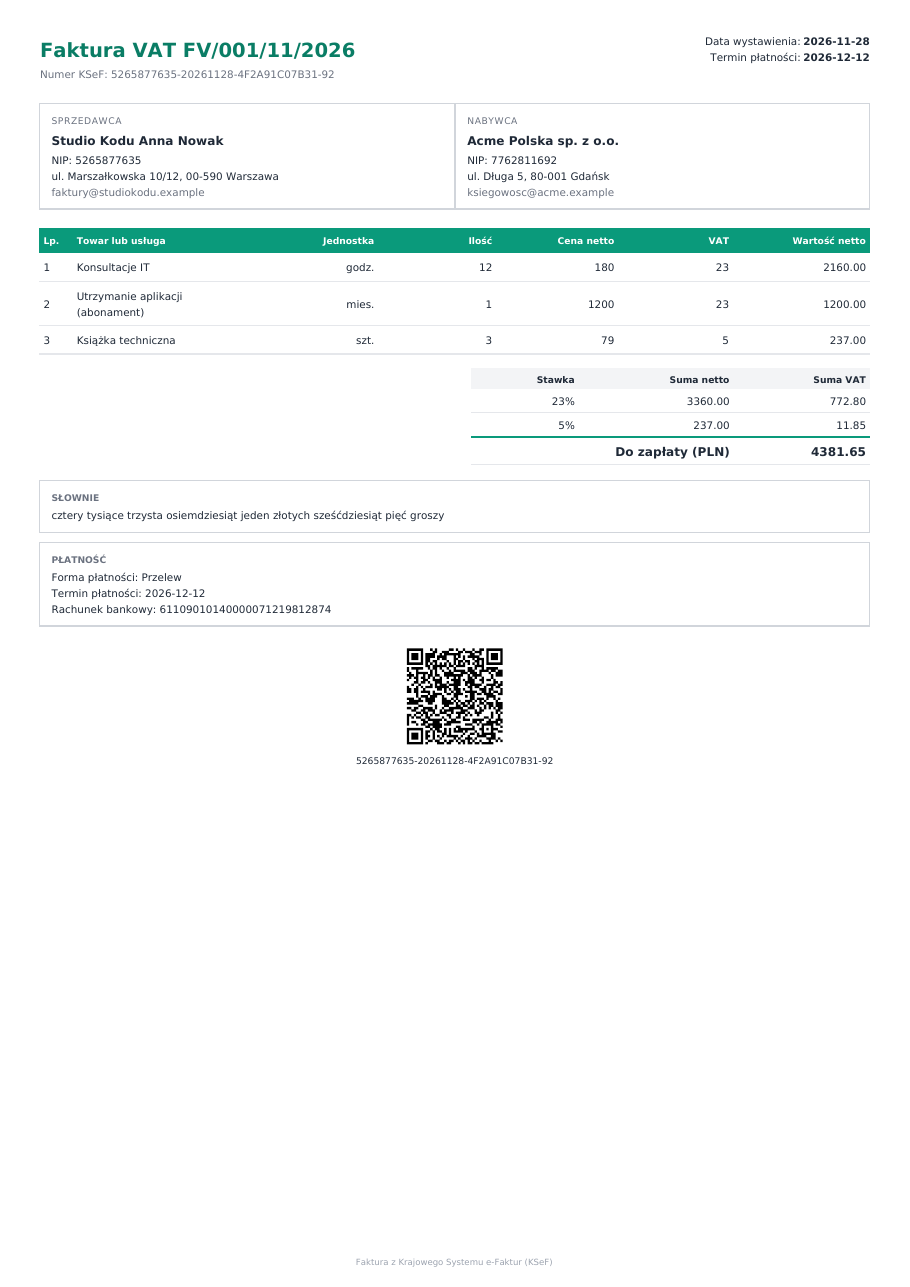 Faktura VAT FV/001/11/2026
Numer KSeF: 5265877635-20261128-4F2A91C07B31-92
Data wystawienia: 2026-11-28
Termin płatności: 2026-12-12
SPRZEDAWCA
Studio Kodu Anna Nowak
NIP: 5265877635
ul. Marszałkowska 10/12, 00-590 Warszawa
faktury@studiokodu.example
NABYWCA
Acme Polska sp. z o.o.
NIP: 7762811692
ul. Długa 5, 80-001 Gdańsk
ksiegowosc@acme.example
Lp. Towar lub usługa Jednostka Ilość Cena netto VAT Wartość netto
1 Konsultacje IT godz. 12 180 23 2160.00
2 Utrzymanie aplikacji (abonament) mies. 1 1200 23 1200.00
3 Książka techniczna szt. 3 79 5 237.00
Stawka Suma netto Suma VAT
23% 3360.00 772.80
5% 237.00 11.85
Do zapłaty (PLN) 4381.65
SŁOWNIE
cztery tysiące trzysta osiemdziesiąt jeden złotych sześćdziesiąt pięć groszy
PŁATNOŚĆ
Forma płatności: Przelew
Termin płatności: 2026-12-12
Rachunek bankowy: 61109010140000071219812874
5265877635-20261128-4F2A91C07B31-92
Faktura z Krajowego Systemu e-Faktur (KSeF)